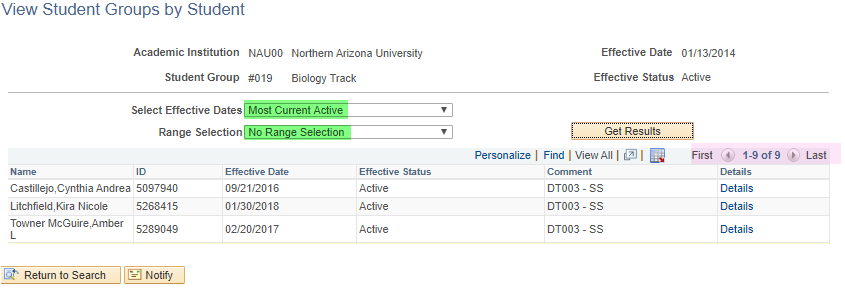 View Student Groups by Student
Academic Institution NAU00 Northern Arizona University Effective Date 01/13/2014
Student Group #019 Biology Track Effective Status Active
Select Effective Dates Most Current Active
Range Selection No Range Selection Get Results
Personalize | Find | View All | First 1-9 of 9 Last
Name ID Effective Date Effective Status Comment Details
Castillejo,Cynthia Andrea 5097940 09/21/2016 Active DT003 - SS Details
Litchfield,Kira Nicole 5268415 01/30/2018 Active DT003 - SS Details
Towner McGuire,Amber
L 5289049 02/20/2017 Active DT003 - SS Details
Return to Search Notify